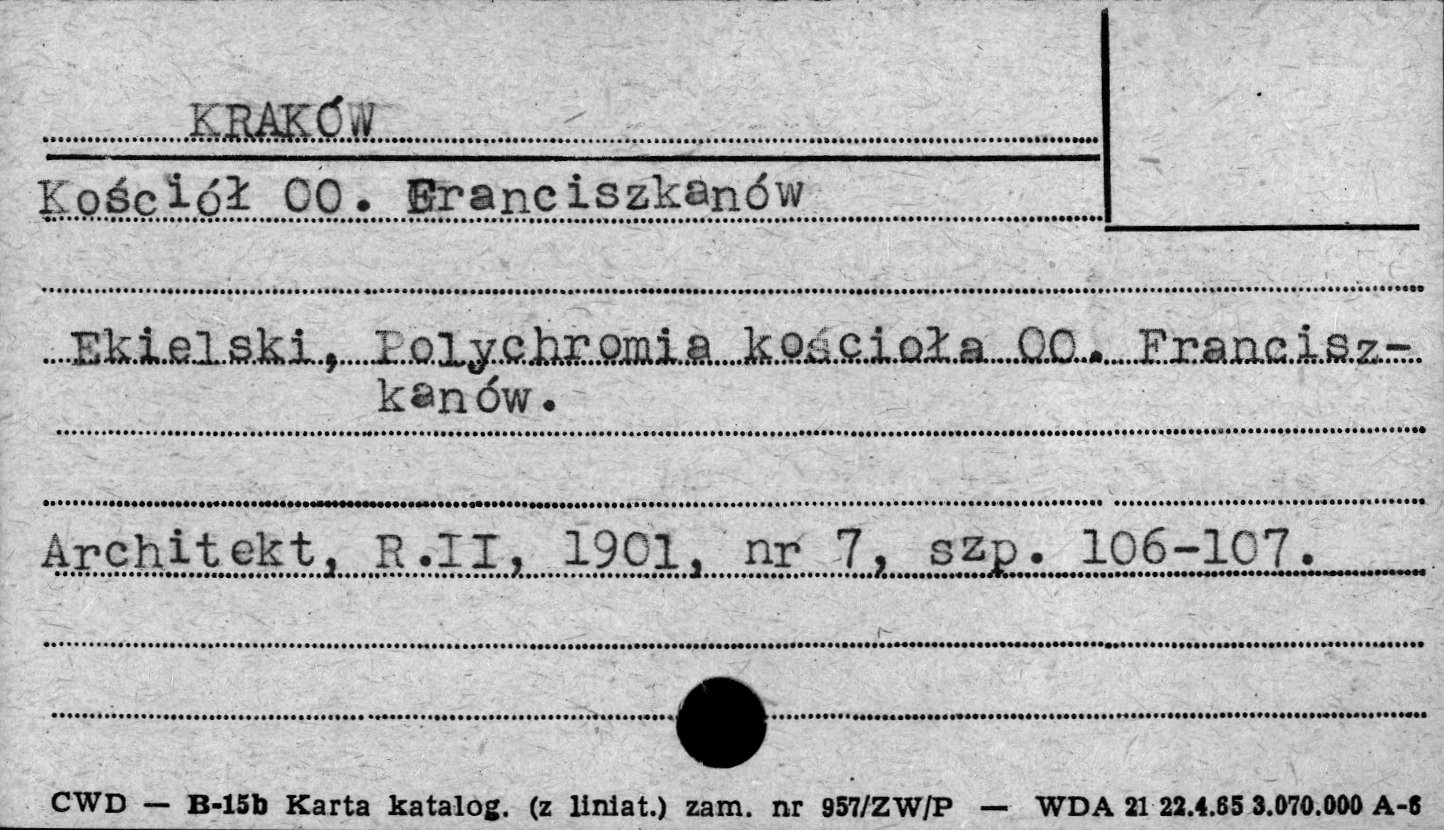 KRAKÓW
Kościół OO. Franciszkanów
Ekielski, Polychromia kościoła OO. Francisz-
kanów.
Architekt, R.II, 1901, nr 7, szp. 106-107.
CWD — B-15b Karta katalog. (z liniat.) zam. nr 957/ZW/P — WDA 21 22.4.65 3.070.000 A-6